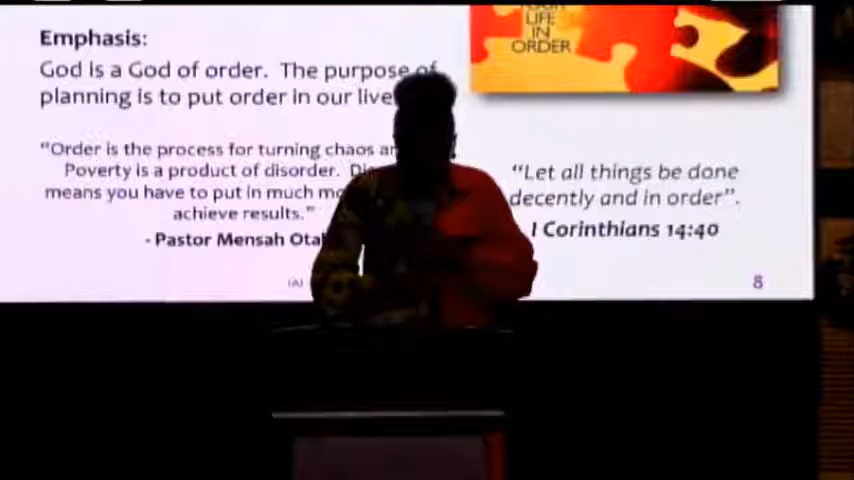 Emphasis:
God is a God of order. The purpose of
planning is to put order in our live
"Order is the process for turning chaos
Poverty is a product of disorder.
means you have to put in much
achieve results."
- Pastor Mensah
LIFE
IN
ORDER
"Let all things be done
decently and in order".
I Corinthians 14:40
8